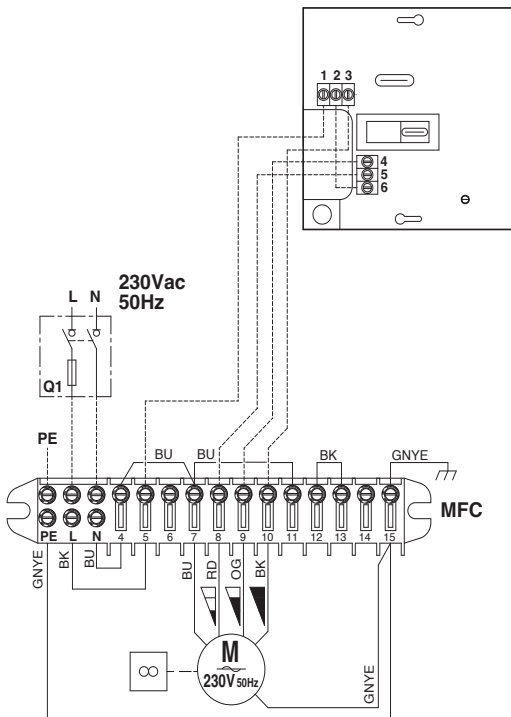 1 2 3
4
5
6
230Vac
50Hz
L N
Q1
PE
BU BU BK GNYE
MFC
PE L N 4 5 6 7 8 9 10 11 12 13 14 15
GNYE BK BU BU RD OG BK GNYE
M
230V 50Hz
8